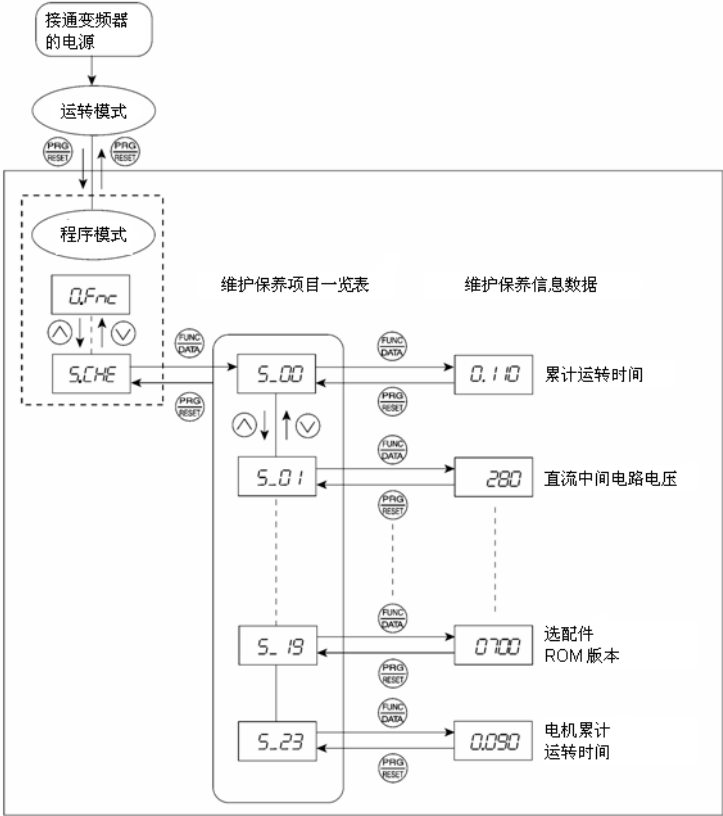 接通变频器
的电源
运转模式
PRG
RESET
PRG
RESET
程序模式
0.Fnc
5.CHE
维护保养项目一览表
维护保养信息数据
FUNC
DATA
PRG
RESET
5_00
FUNC
DATA
PRG
RESET
0.110
累计运转时间
5_01
FUNC
DATA
PRG
RESET
280
直流中间电路电压
5_19
FUNC
DATA
PRG
RESET
0700
选配件
ROM 版本
5_23
FUNC
DATA
PRG
RESET
0.090
电机累计
运转时间